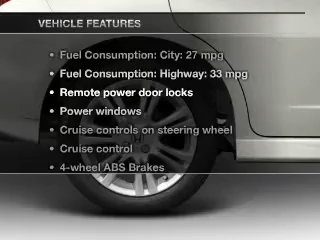 VEHICLE FEATURES
• Fuel Consumption: City: 27 mpg
• Fuel Consumption: Highway: 33 mpg
• Remote power door locks
• Power windows
• Cruise controls on steering wheel
• Cruise control
• 4-wheel ABS Brakes